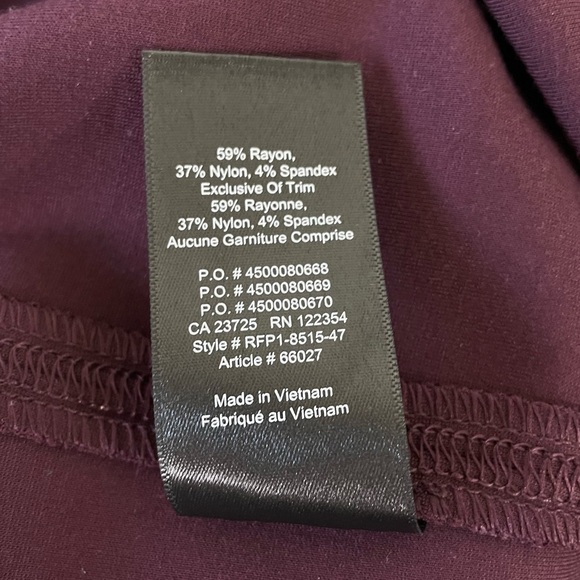 59% Rayon,
37% Nylon, 4% Spandex
Exclusive Of Trim
59% Rayonne,
37% Nylon, 4% Spandex
Aucune Garniture Comprise
P.O. # 4500080668
P.O. # 4500080669
P.O. # 4500080670
CA 23725 RN 122354
Style # RFP1-8515-47
Article # 66027
Made in Vietnam
Fabriqué au Vietnam